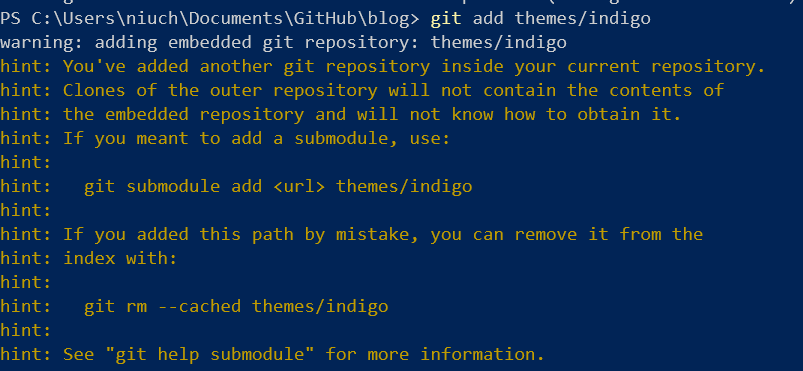 PS C:\Users\niuch\Documents\GitHub\blog> git add themes/indigo
warning: adding embedded git repository: themes/indigo
hint: You've added another git repository inside your current repository.
hint: Clones of the outer repository will not contain the contents of
hint: the embedded repository and will not know how to obtain it.
hint: If you meant to add a submodule, use:
hint:
hint:   git submodule add <url> themes/indigo
hint:
hint: If you added this path by mistake, you can remove it from the
hint: index with:
hint:
hint:   git rm --cached themes/indigo
hint:
hint: See "git help submodule" for more information.